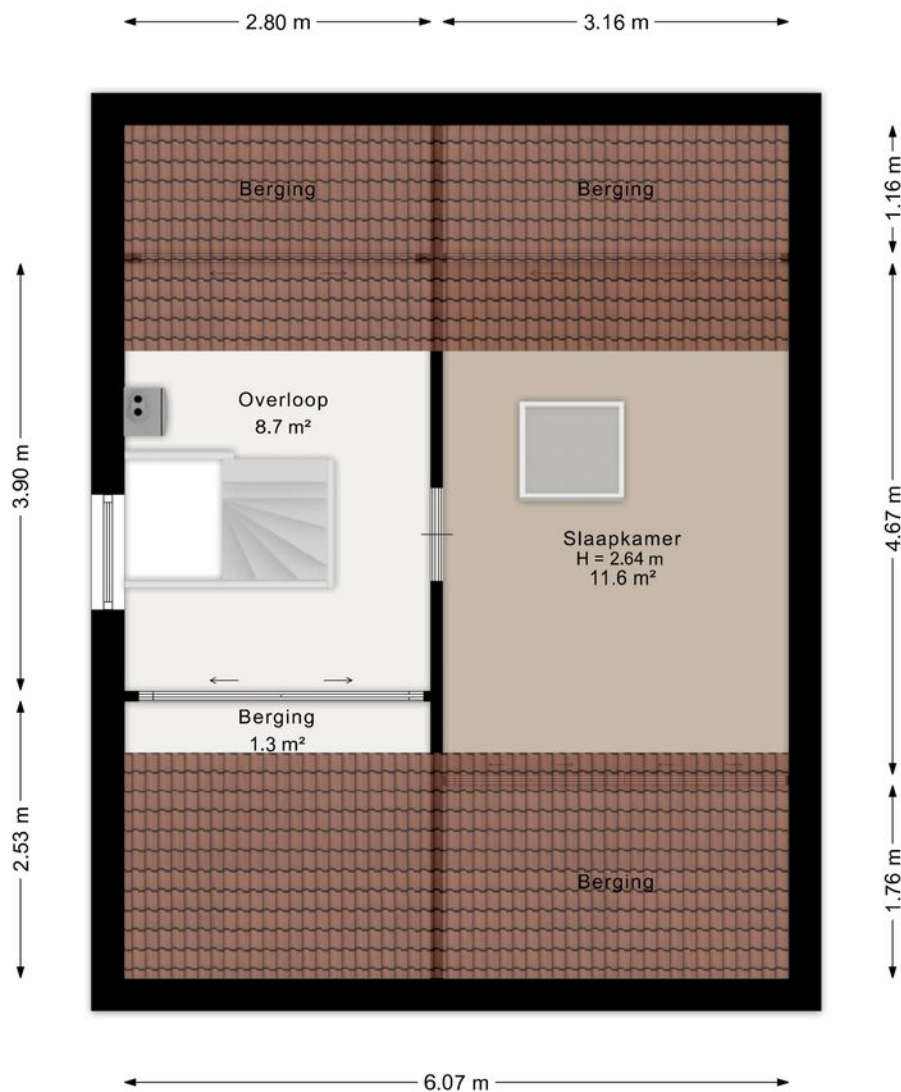 2.80 m
3.16 m
Berging
Berging
1.16 m
Overloop
8.7 m²
3.90 m
4.67 m
Slaapkamer
H = 2.64 m
11.6 m²
Berging
1.3 m²
2.53 m
Berging
1.76 m
6.07 m